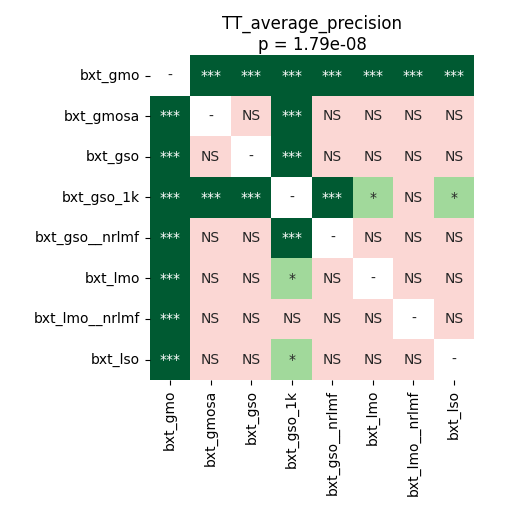 TT_average_precision
p = 1.79e-08
bxt_gmo - *** *** *** *** *** *** ***
bxt_gmosa *** - NS *** NS NS NS NS
bxt_gso *** NS - *** NS NS NS NS
bxt_gso_1k *** *** *** - *** * NS *
bxt_gso__nrlmf *** NS NS *** - NS NS NS
bxt_lmo *** NS NS * NS - NS NS
bxt_lmo__nrlmf *** NS NS NS NS NS - NS
bxt_lso *** NS NS * NS NS NS -
bxt_gmo
bxt_gmosa
bxt_gso
bxt_gso_1k
bxt_gso__nrlmf
bxt_lmo
bxt_lmo__nrlmf
bxt_lso